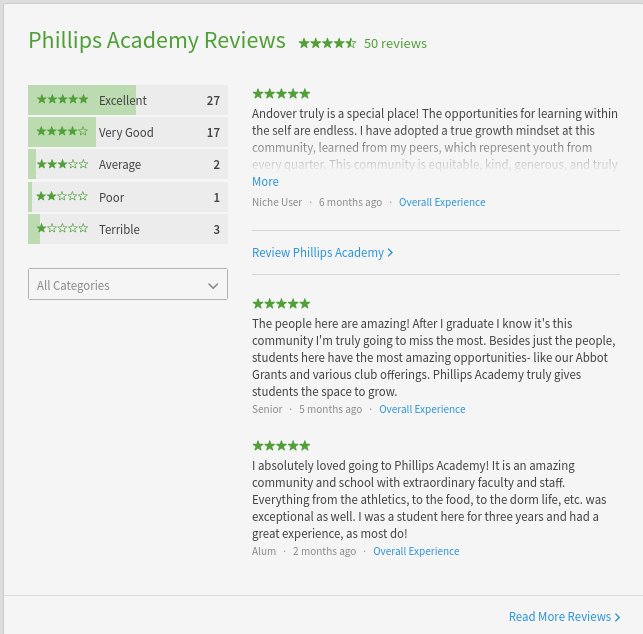 Phillips Academy Reviews 50 reviews
Excellent 27
Very Good 17
Average 2
Poor 1
Terrible 3
All Categories
Andover truly is a special place! The opportunities for learning within
the self are endless. I have adopted a true growth mindset at this
community, learned from my peers, which represent youth from
every quarter. This community is equitable, kind, generous, and truly
More
Niche User · 6 months ago · Overall Experience
Review Phillips Academy
The people here are amazing! After I graduate I know it's this
community I'm truly going to miss the most. Besides just the people,
students here have the most amazing opportunities- like our Abbot
Grants and various club offerings. Phillips Academy truly gives
students the space to grow.
Senior · 5 months ago · Overall Experience
I absolutely loved going to Phillips Academy! It is an amazing
community and school with extraordinary faculty and staff.
Everything from the athletics, to the food, to the dorm life, etc. was
exceptional as well. I was a student here for three years and had a
great experience, as most do!
Alum · 2 months ago · Overall Experience
Read More Reviews